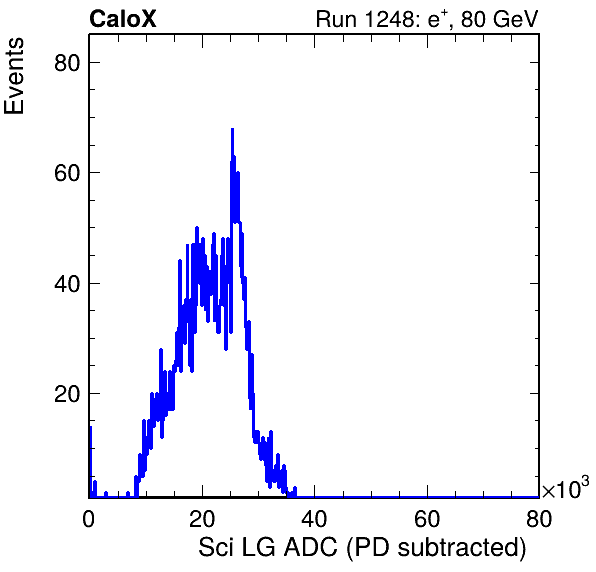 CaloX Run 1248: e⁺, 80 GeV
Events
80
60
40
20
0 20 40 60 80
×10³
Sci LG ADC (PD subtracted)